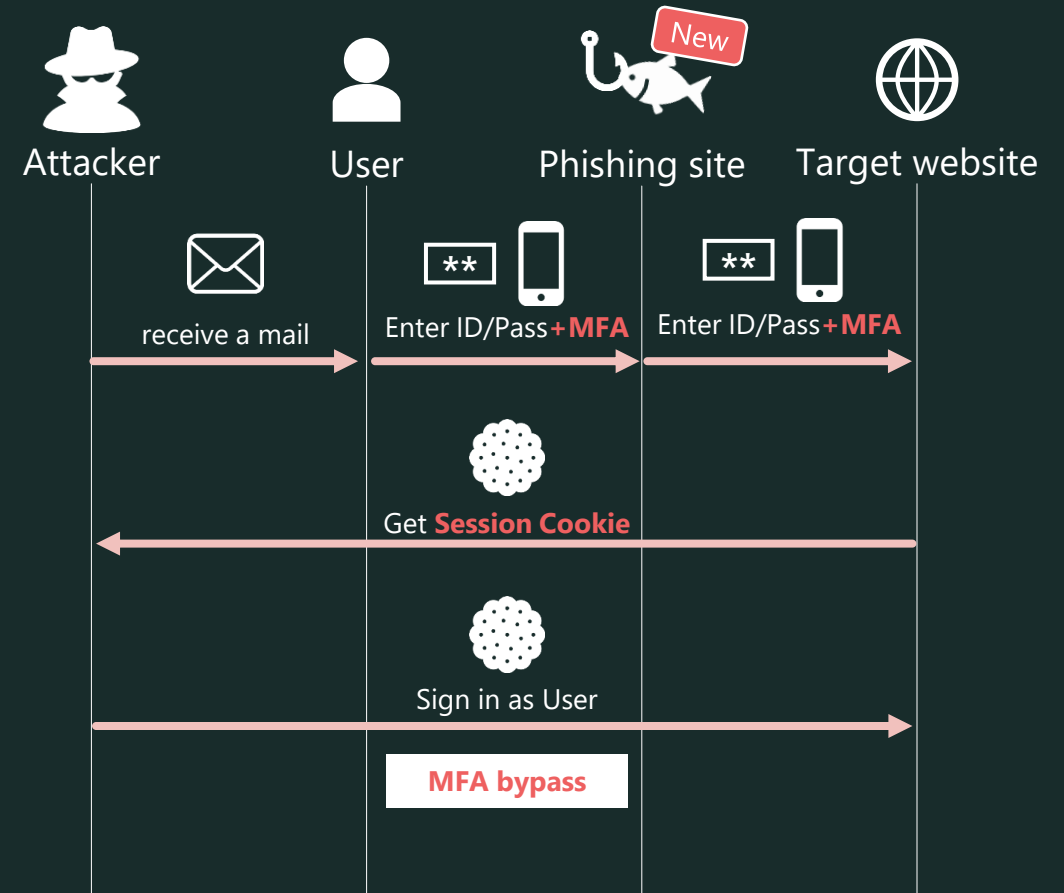 New
Attacker
User
Phishing site
Target website
**
**
receive a mail
Enter ID/Pass+MFA
Enter ID/Pass+MFA
Get Session Cookie
Sign in as User
MFA bypass